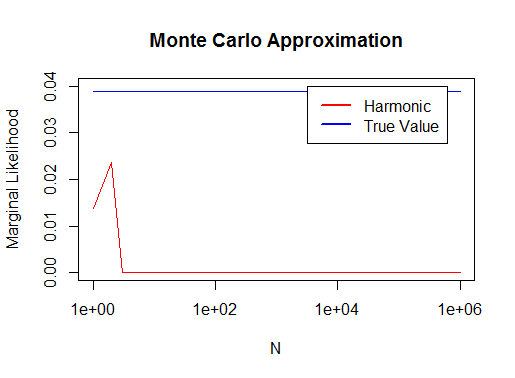 Monte Carlo Approximation
Marginal Likelihood
0.04
0.03
0.02
0.01
0.00
Harmonic
True Value
1e+00 1e+02 1e+04 1e+06
N